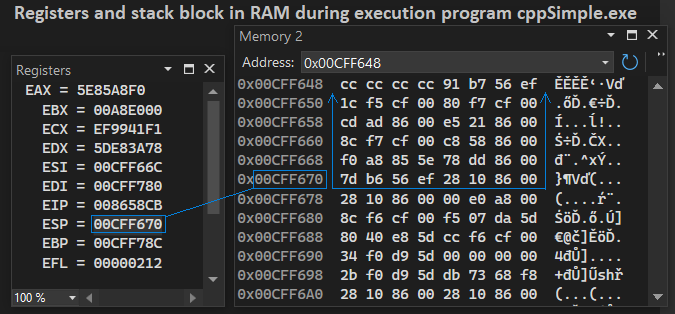 Registers and stack block in RAM during execution program cppSimple.exe
Registers
EAX = 5E85A8F0
EBX = 00A8E000
ECX = EF9941F1
EDX = 5DE83A78
ESI = 00CFF66C
EDI = 00CFF780
EIP = 008658CB
ESP = 00CFF670
EBP = 00CFF78C
EFL = 00000212
100 %
Memory 2
Address: 0x00CFF648
0x00CFF648 cc cc cc cc 91 b7 56 ef ĚĚĚĚ‘·Vď
0x00CFF650 1c f5 cf 00 80 f7 cf 00 .őĎ.€÷Ď.
0x00CFF658 cd ad 86 00 e5 21 86 00 Í...ĺ!..
0x00CFF660 8c f7 cf 00 c8 58 86 00 Ś÷Ď.ČX..
0x00CFF668 f0 a8 85 5e 78 dd 86 00 đ¨.^xÝ..
0x00CFF670 7d b6 56 ef 28 10 86 00 }¶Vď(...
0x00CFF678 28 10 86 00 00 e0 a8 00 (....ŕ¨.
0x00CFF680 8c f6 cf 00 f5 07 da 5d ŚöĎ.ő.Ú]
0x00CFF688 80 40 e8 5d cc f6 cf 00 €@č]ĚöĎ.
0x00CFF690 34 f0 d9 5d 00 00 00 00 4đŮ]....
0x00CFF698 2b f0 d9 5d db 73 68 f8 +đŮ]Űshř
0x00CFF6A0 28 10 86 00 28 10 86 00 (...(...